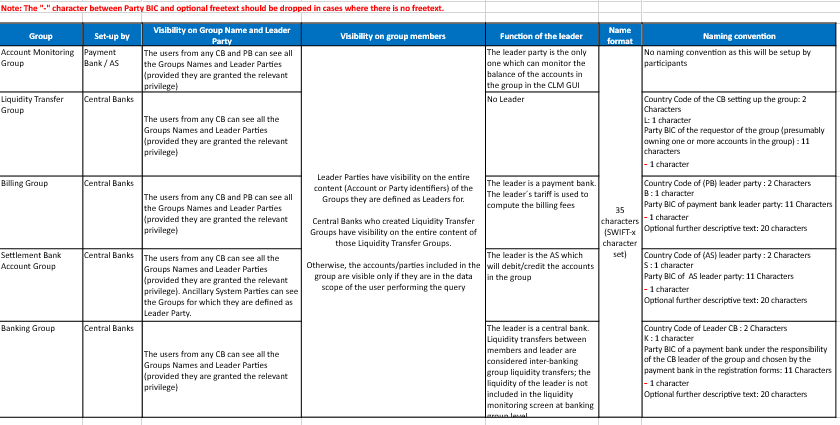 Note: The "-" character between Party BIC and optional freetext should be dropped in cases where there is no freetext.
Group
Set-up by
Visibility on Group Name and Leader
Party
Visibility on group members
Function of the leader
Name
format
Naming convention
Account Monitoring
Group
Payment
Bank / AS
The users from any CB and PB can see all
the Groups Names and Leader Parties
(provided they are granted the relevant
privilege)
The leader party is the only
one which can monitor the
balance of the accounts in
the group in the CLM GUI
No naming convention as this will be setup by
participants
Liquidity Transfer
Group
Central Banks
The users from any CB can see all the
Groups Names and Leader Parties
(provided they are granted the relevant
privilege)
No Leader
Country Code of the CB setting up the group: 2
Characters
L: 1 character
Party BIC of the requestor of the group (presumably
owning one or more accounts in the group) : 11
characters
- 1 character
Leader Parties have visibility on the entire
content (Account or Party identifiers) of the
Groups they are defined as Leaders for.
Central Banks who created Liquidity Transfer
Groups have visibility on the entire content of
those Liquidity Transfer Groups.
Otherwise, the accounts/parties included in the
group are visible only if they are in the data
scope of the user performing the query
35
characters
(SWIFT-x
character
set)
Billing Group
Central Banks
The users from any CB and PB can see all
the Groups Names and Leader Parties
(provided they are granted the relevant
privilege)
The leader is a payment bank.
The leader´s tariff is used to
compute the billing fees
Country Code of (PB) leader party : 2 Characters
B : 1 character
Party BIC of payment bank leader party: 11 Characters
- 1 character
Optional further descriptive text: 20 characters
Settlement Bank
Account Group
Central Banks
The users from any CB and PB can see all
the Groups Names and Leader Parties
(provided they are granted the relevant
privilege). Ancillary System Parties can see
the Groups for which they are defined as
Leader Party.
The leader is the AS which
will debit/credit the accounts
in the group
Country Code of (AS) leader party : 2 Characters
S : 1 character
Party BIC of  AS leader party: 11 Characters
- 1 character
Optional further descriptive text: 20 characters
Banking Group
Central Banks
The users from any CB can see all the
Groups Names and Leader Parties
(provided they are granted the relevant
privilege)
The leader is a central bank.
Liquidity transfers between
members and leader are
considered inter-banking
group liquidity transfers; the
liquidity of the leader is not
included in the liquidity
monitoring screen at banking
group level
Country Code of Leader CB : 2 Characters
K : 1 character
Party BIC of a payment bank under the responsibility
of the CB leader of the group and chosen by the
payment bank in the registration forms: 11 Characters
- 1 character
Optional further descriptive text: 20 characters